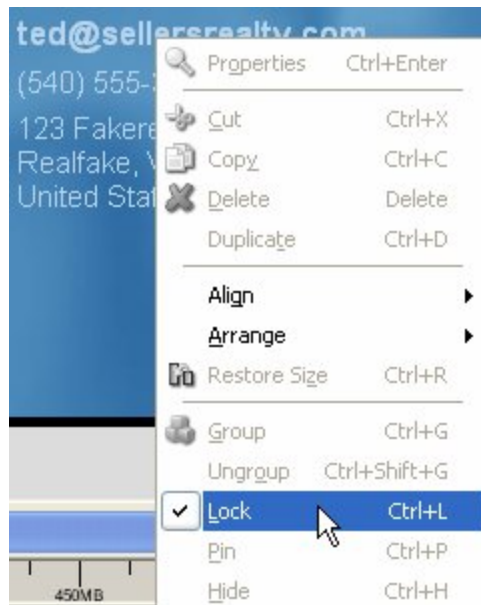 ted@sellersrealty.com
(540) 555-
123 Fakere
Realfake, V
United Stat
Properties Ctrl+Enter
Cut Ctrl+X
Copy Ctrl+C
Delete Delete
Duplicate Ctrl+D
Align
Arrange
Restore Size Ctrl+R
Group Ctrl+G
Ungroup Ctrl+Shift+G
Lock Ctrl+L
Pin Ctrl+P
Hide Ctrl+H
450MB